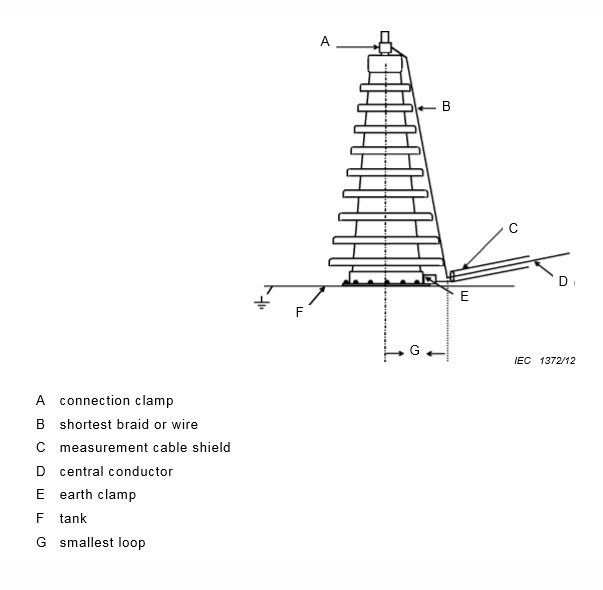 A
B
C
D
E
F
G
IEC 1372/12
A connection clamp
B shortest braid or wire
C measurement cable shield
D central conductor
E earth clamp
F tank
G smallest loop